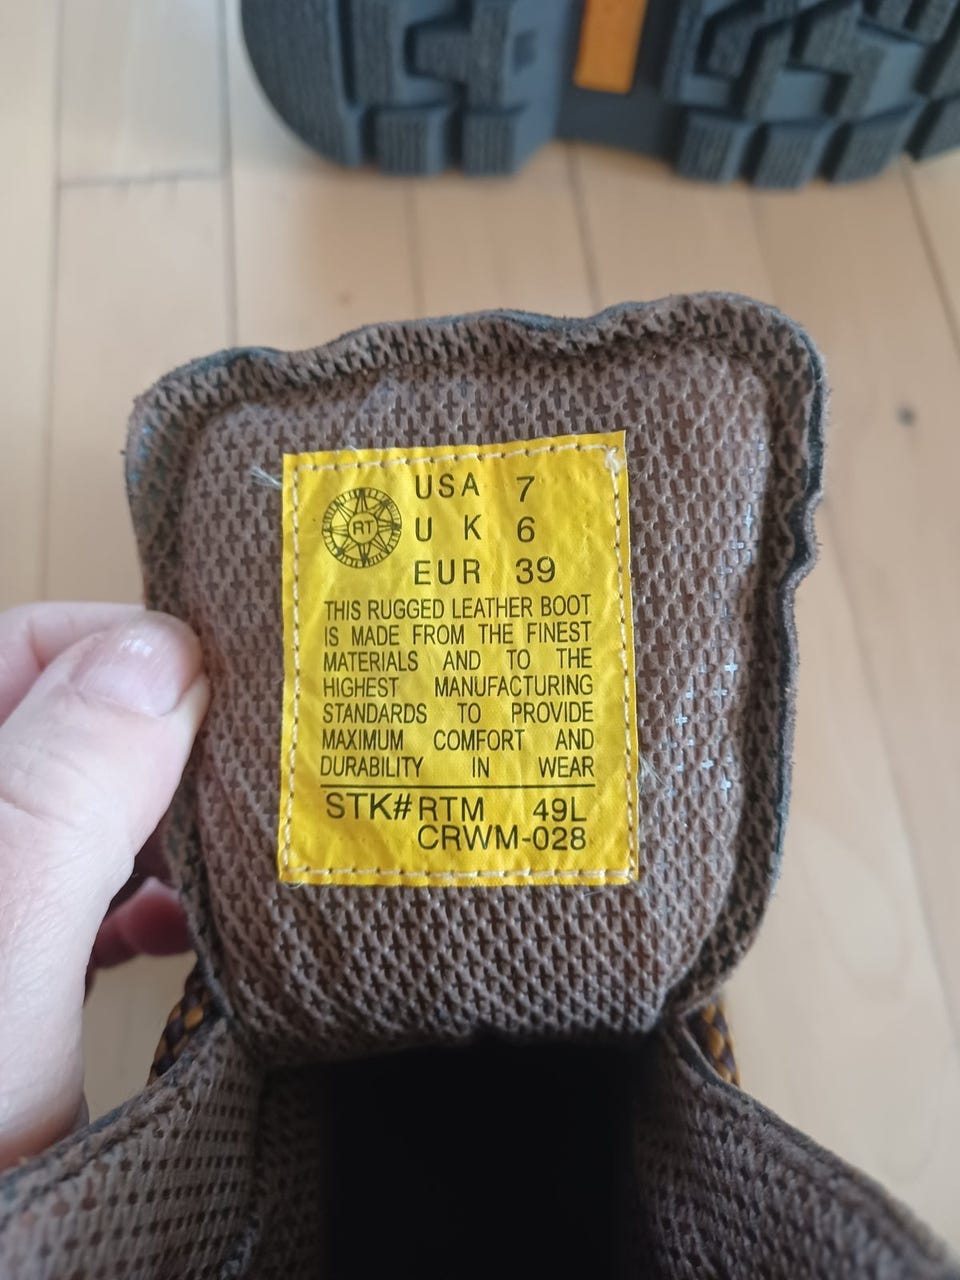 RT
USA 7
UK 6
EUR 39
THIS RUGGED LEATHER BOOT
IS MADE FROM THE FINEST
MATERIALS AND TO THE
HIGHEST MANUFACTURING
STANDARDS TO PROVIDE
MAXIMUM COMFORT AND
DURABILITY IN WEAR
STK# RTM 49L
CRWM-028